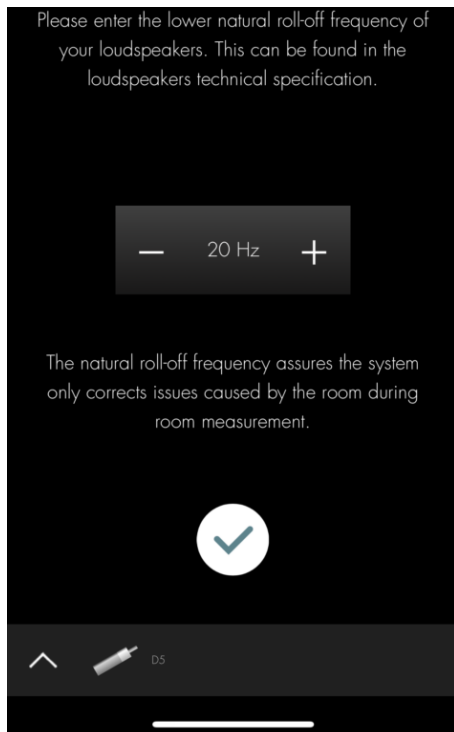 Please enter the lower natural roll-off frequency of
your loudspeakers. This can be found in the
loudspeakers technical specification.
20 Hz
The natural roll-off frequency assures the system
only corrects issues caused by the room during
room measurement.
D5